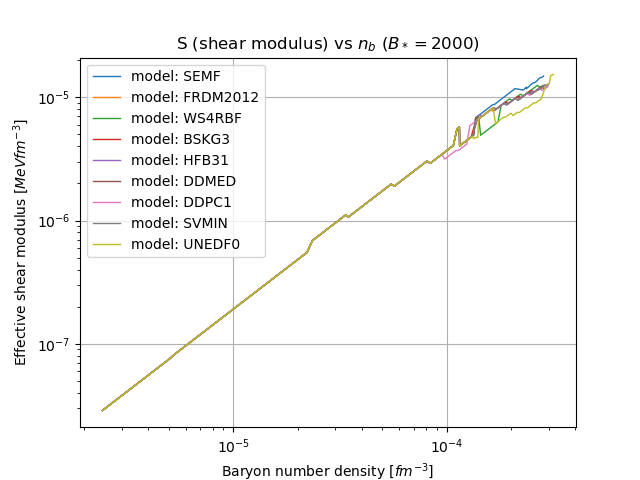 S (shear modulus) vs n_b (B_* = 2000)
Effective shear modulus [MeVfm^{-3}]
10^{-5}
10^{-6}
10^{-7}
model: SEMF
model: FRDM2012
model: WS4RBF
model: BSKG3
model: HFB31
model: DDMED
model: DDPC1
model: SVMIN
model: UNEDF0
10^{-5} 10^{-4}
Baryon number density [fm^{-3}]